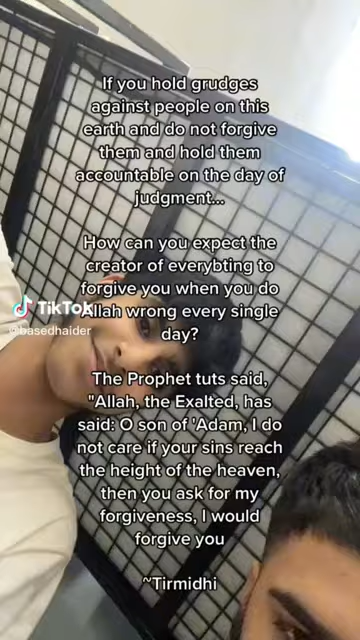 If you hold grudges
against people on this
earth and do not forgive
them and hold them
accountable on the day of
judgment...
How can you expect the
creator of everybting to
forgive you when you do
Allah wrong every single
day?
The Prophet tuts said,
"Allah, the Exalted, has
said: O son of 'Adam, I do
not care if your sins reach
the height of the heaven,
then you ask for my
forgiveness, I would
forgive you
~Tirmidhi
TikTok
@basedhaider